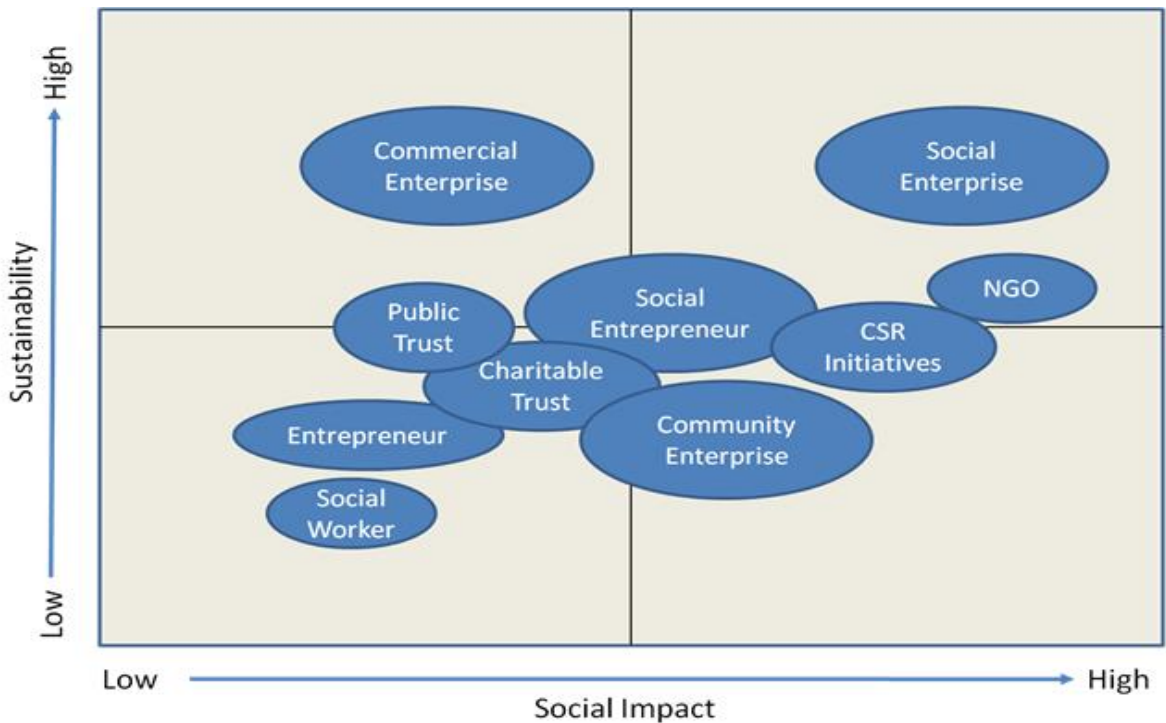 High
Sustainability
Low
Commercial
Enterprise
Social
Enterprise
NGO
Social
Entrepreneur
Public
Trust
CSR
Initiatives
Charitable
Trust
Entrepreneur
Community
Enterprise
Social
Worker
Low
High
Social Impact